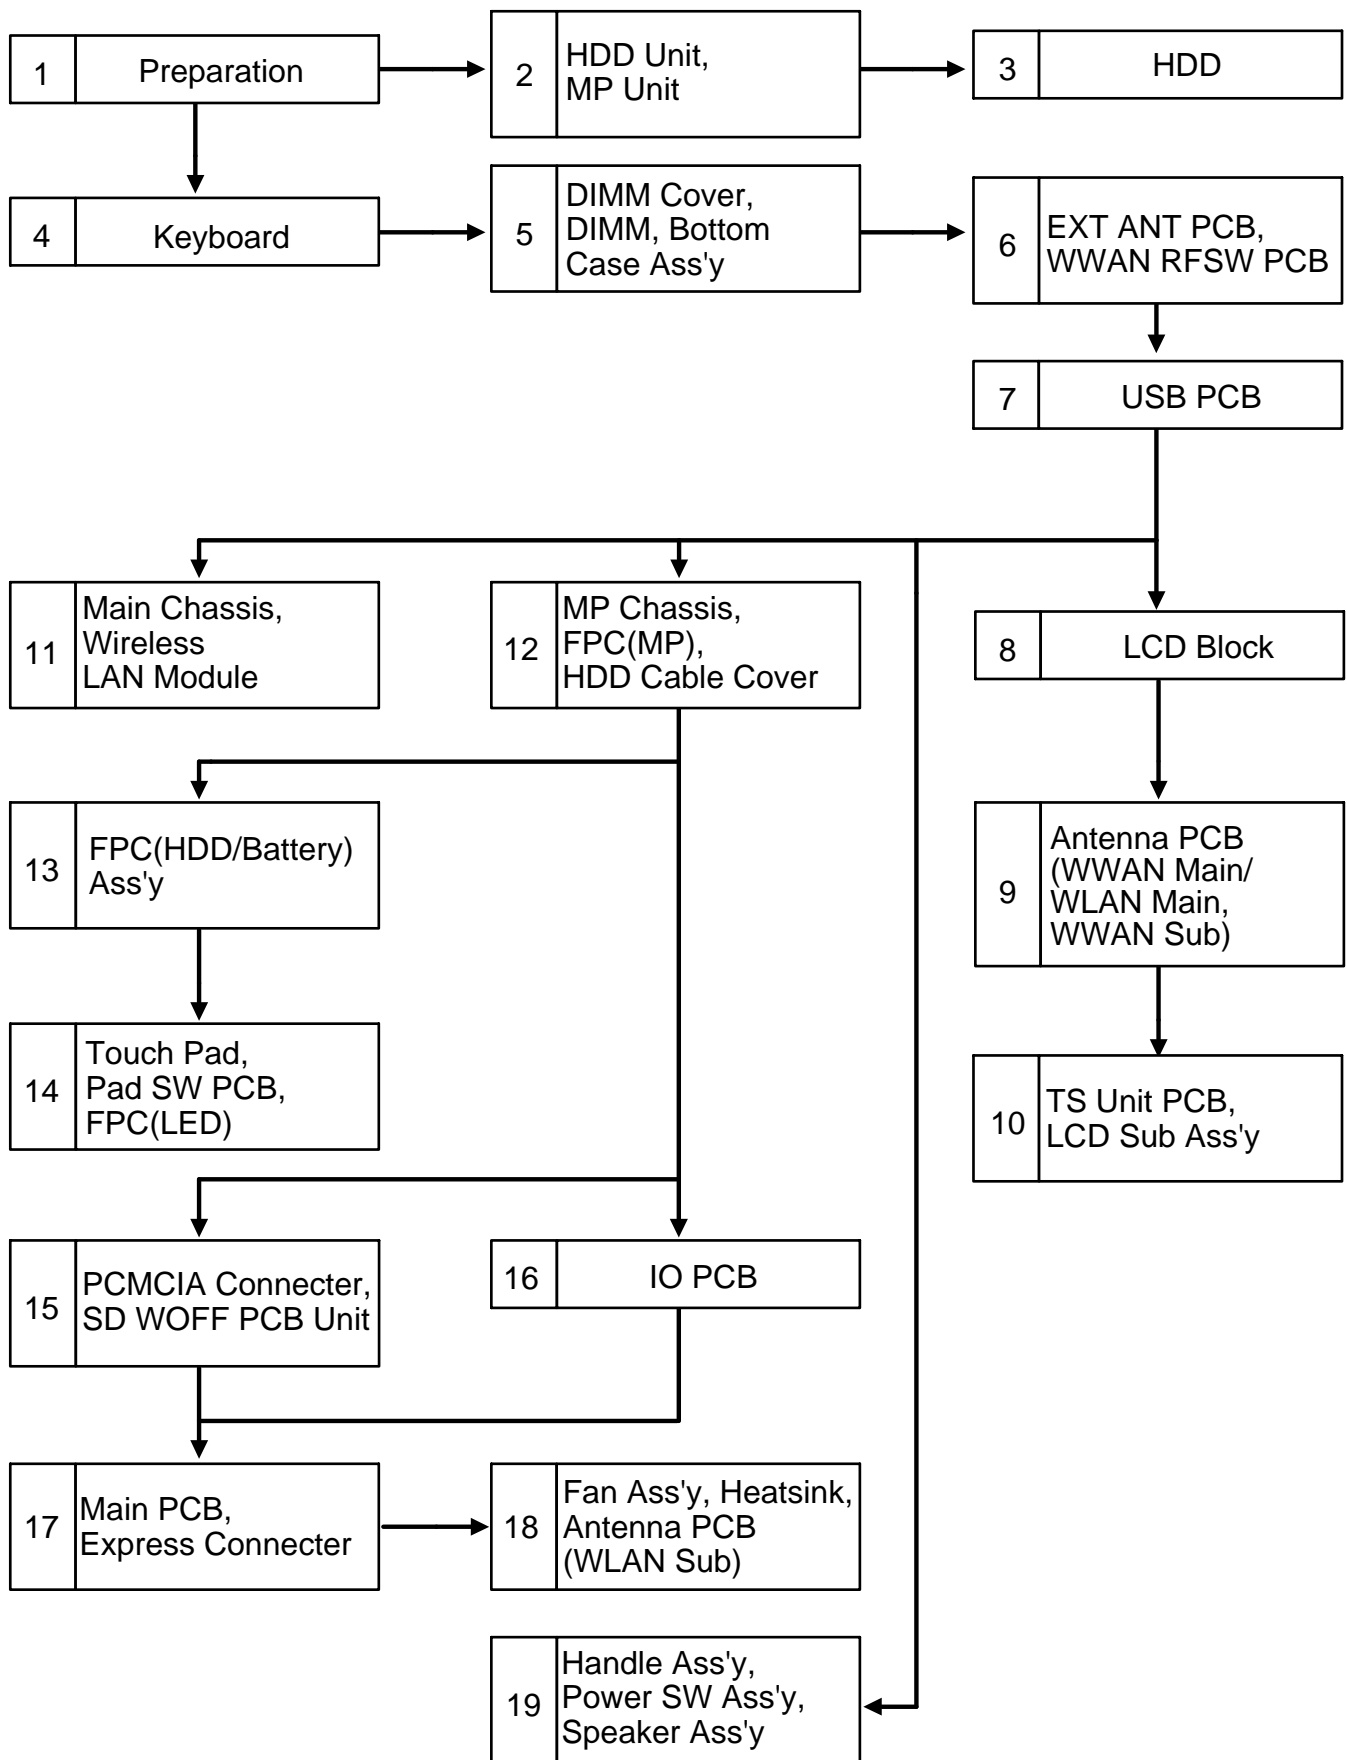 1 Preparation
2 HDD Unit,
MP Unit
3 HDD
4 Keyboard
5 DIMM Cover,
DIMM, Bottom
Case Ass'y
6 EXT ANT PCB,
WWAN RFSW PCB
7 USB PCB
11 Main Chassis,
Wireless
LAN Module
12 MP Chassis,
FPC(MP),
HDD Cable Cover
8 LCD Block
13 FPC(HDD/Battery)
Ass'y
9 Antenna PCB
(WWAN Main/
WLAN Main,
WWAN Sub)
14 Touch Pad,
Pad SW PCB,
FPC(LED)
10 TS Unit PCB,
LCD Sub Ass'y
15 PCMCIA Connecter,
SD WOFF PCB Unit
16 IO PCB
17 Main PCB,
Express Connecter
18 Fan Ass'y, Heatsink,
Antenna PCB
(WLAN Sub)
19 Handle Ass'y,
Power SW Ass'y,
Speaker Ass'y